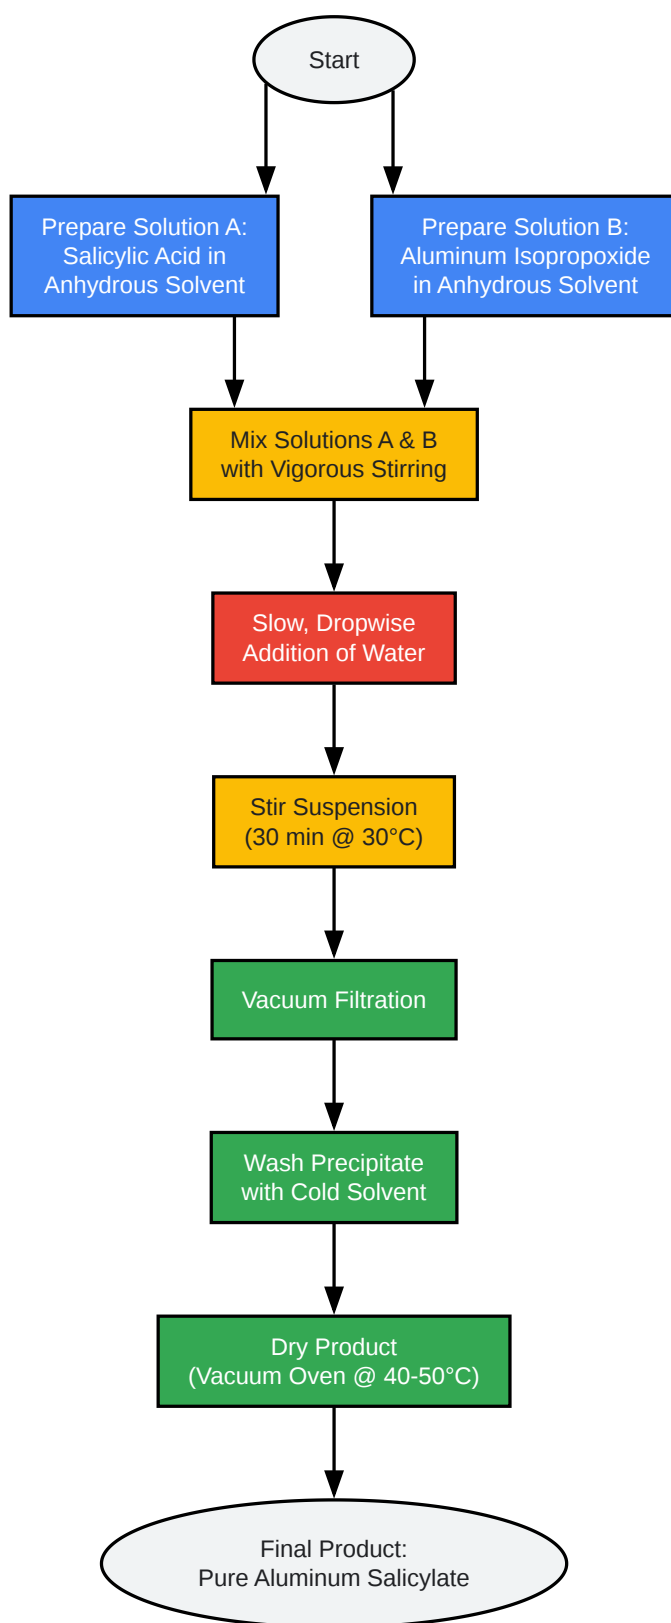 Start
Prepare Solution A:
Salicylic Acid in
Anhydrous Solvent
Prepare Solution B:
Aluminum Isopropoxide
in Anhydrous Solvent
Mix Solutions A & B
with Vigorous Stirring
Slow, Dropwise
Addition of Water
Stir Suspension
(30 min @ 30°C)
Vacuum Filtration
Wash Precipitate
with Cold Solvent
Dry Product
(Vacuum Oven @ 40-50°C)
Final Product:
Pure Aluminum Salicylate